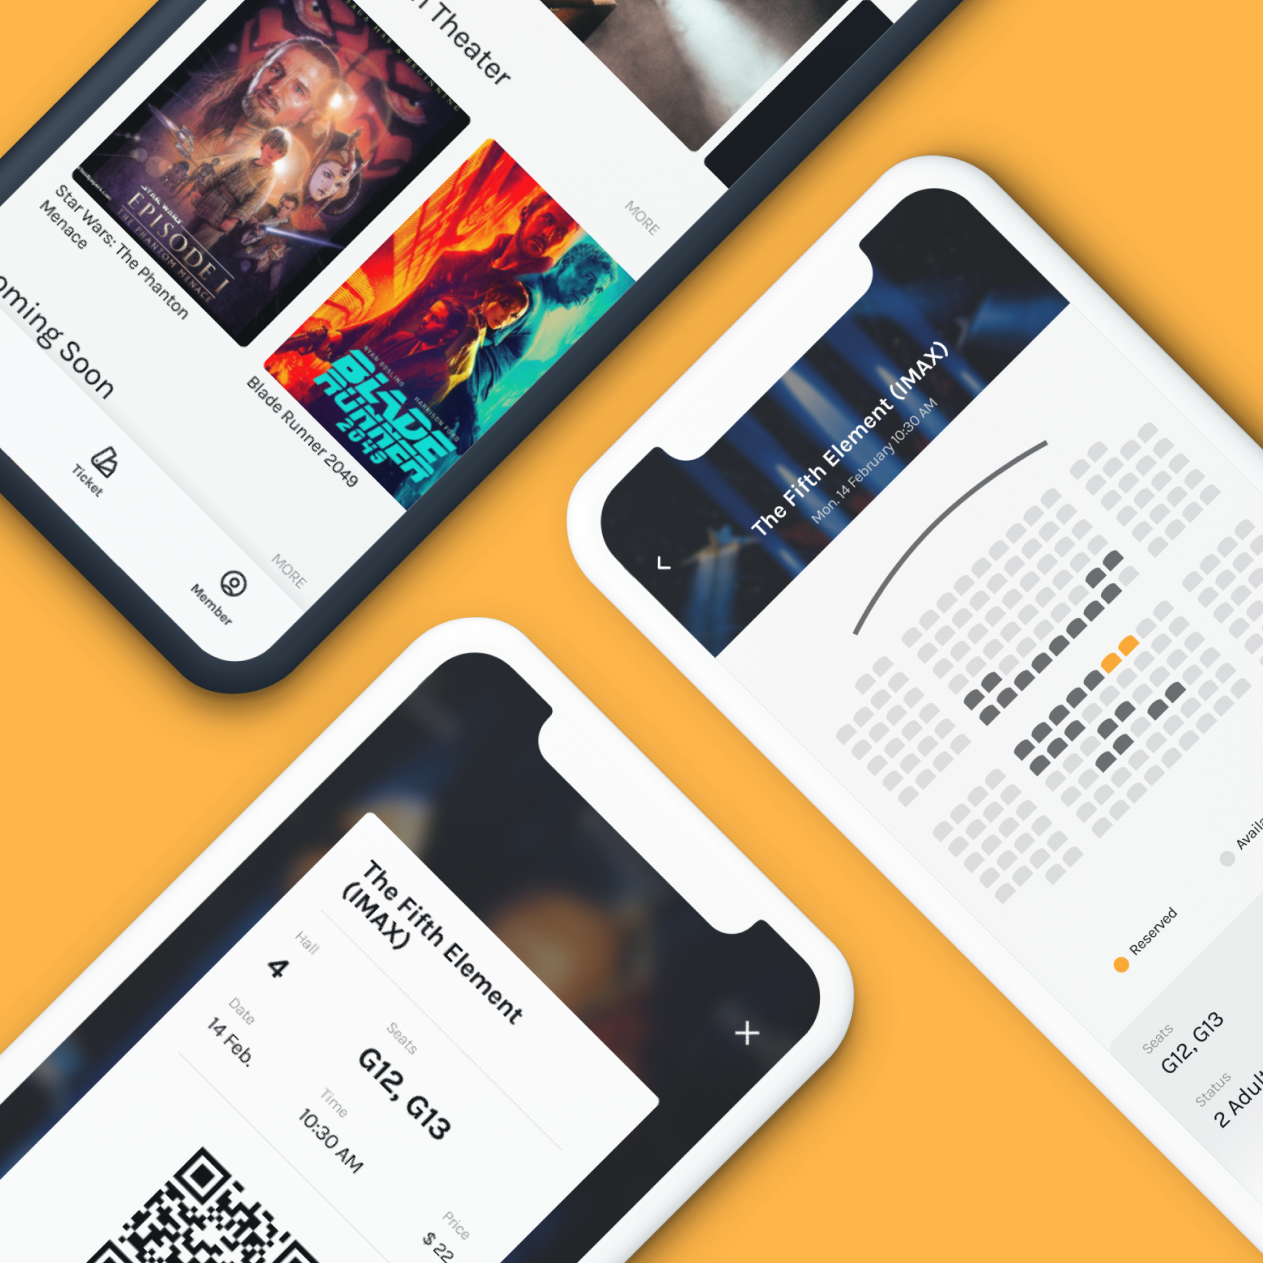 Theater
MORE
STAR WARS
EPISODE I
THE PHANTOM MENACE
Star Wars: The Phanton
Menace
RYAN GOSLING
HARRISON FORD
BLADE
RUNNER
2049
Blade Runner 2049
oming Soon
MORE
Ticket
Member
The Fifth Element (IMAX)
Mon. 14 February 10:30 AM
Reserved
Seats
G12, G13
Status
2 Adul
The Fifth Element
(IMAX)
Hall
4
Seats
G12, G13
Date
14 Feb.
Time
10:30 AM
Price
$ 22